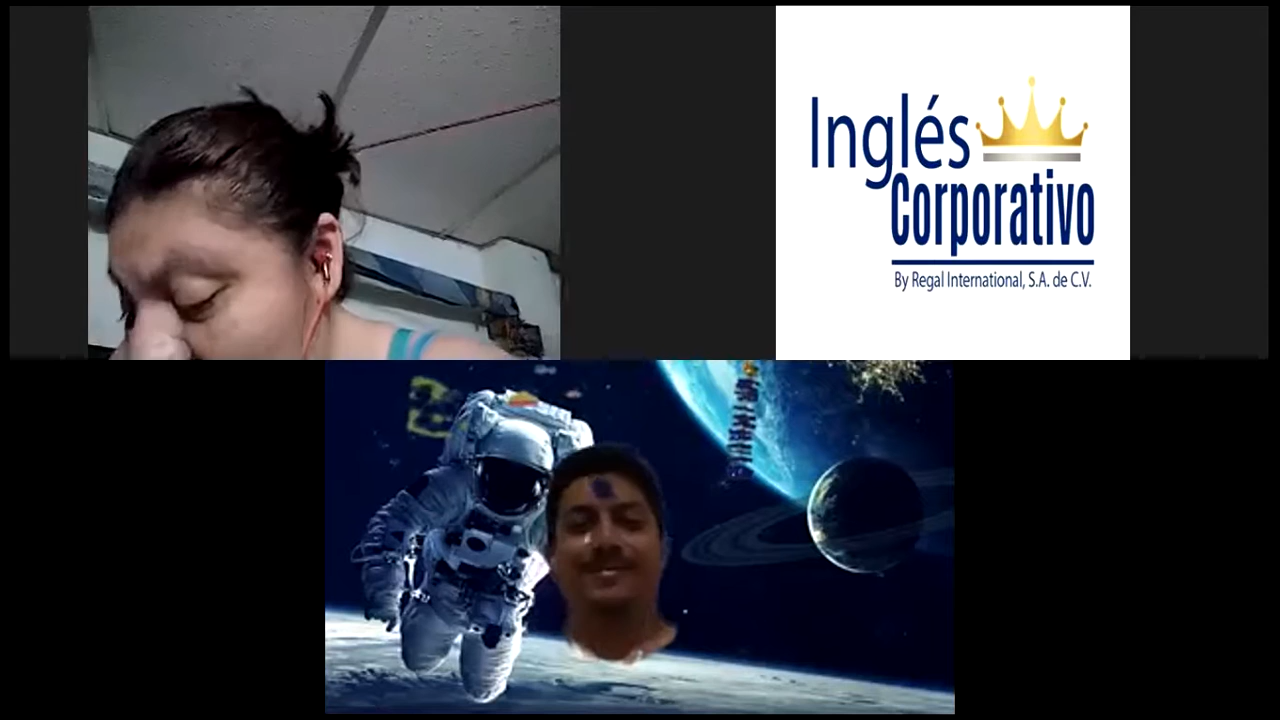 Inglés
Corporativo
By Regal International, S.A. de C.V.